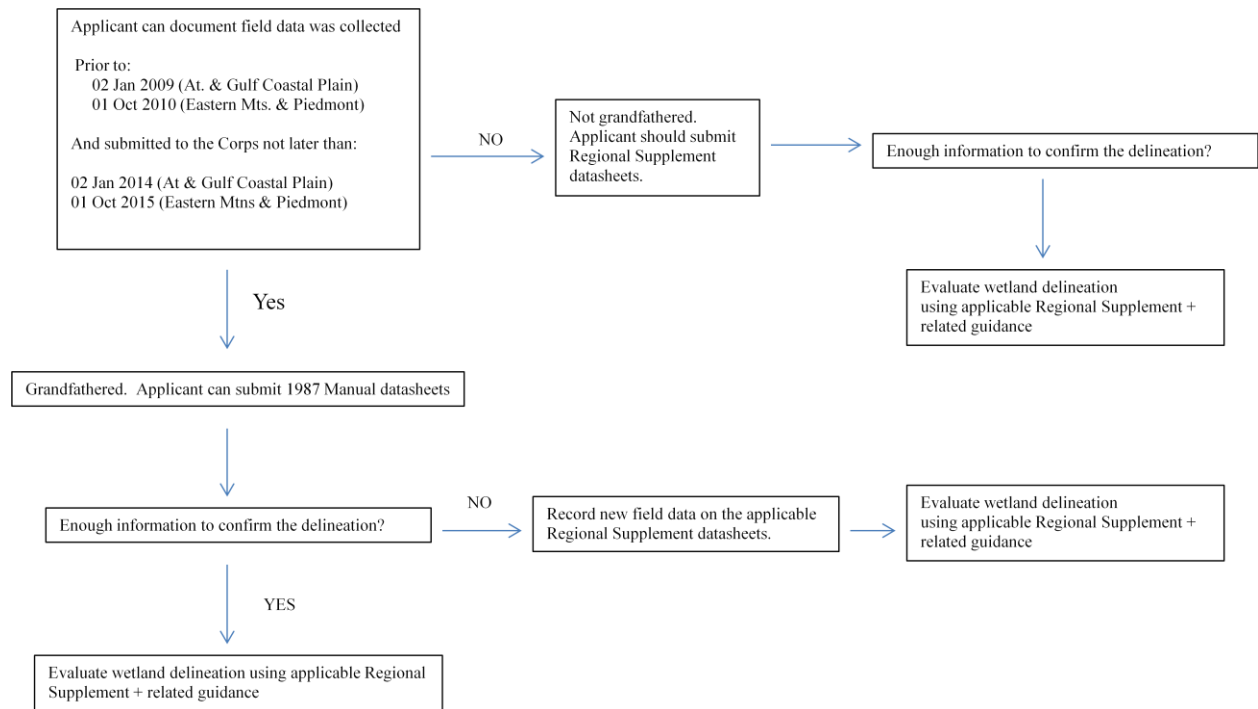 Applicant can document field data was collected
Prior to:
02 Jan 2009 (At. & Gulf Coastal Plain)
01 Oct 2010 (Eastern Mts. & Piedmont)
And submitted to the Corps not later than:
02 Jan 2014 (At & Gulf Coastal Plain)
01 Oct 2015 (Eastern Mtns & Piedmont)
NO
Not grandfathered.
Applicant should submit
Regional Supplement
datasheets.
Enough information to confirm the delineation?
Evaluate wetland delineation
using applicable Regional Supplement +
related guidance
Yes
Grandfathered. Applicant can submit 1987 Manual datasheets
Enough information to confirm the delineation?
NO
Record new field data on the applicable
Regional Supplement datasheets.
Evaluate wetland delineation
using applicable Regional Supplement +
related guidance
YES
Evaluate wetland delineation using applicable Regional
Supplement + related guidance